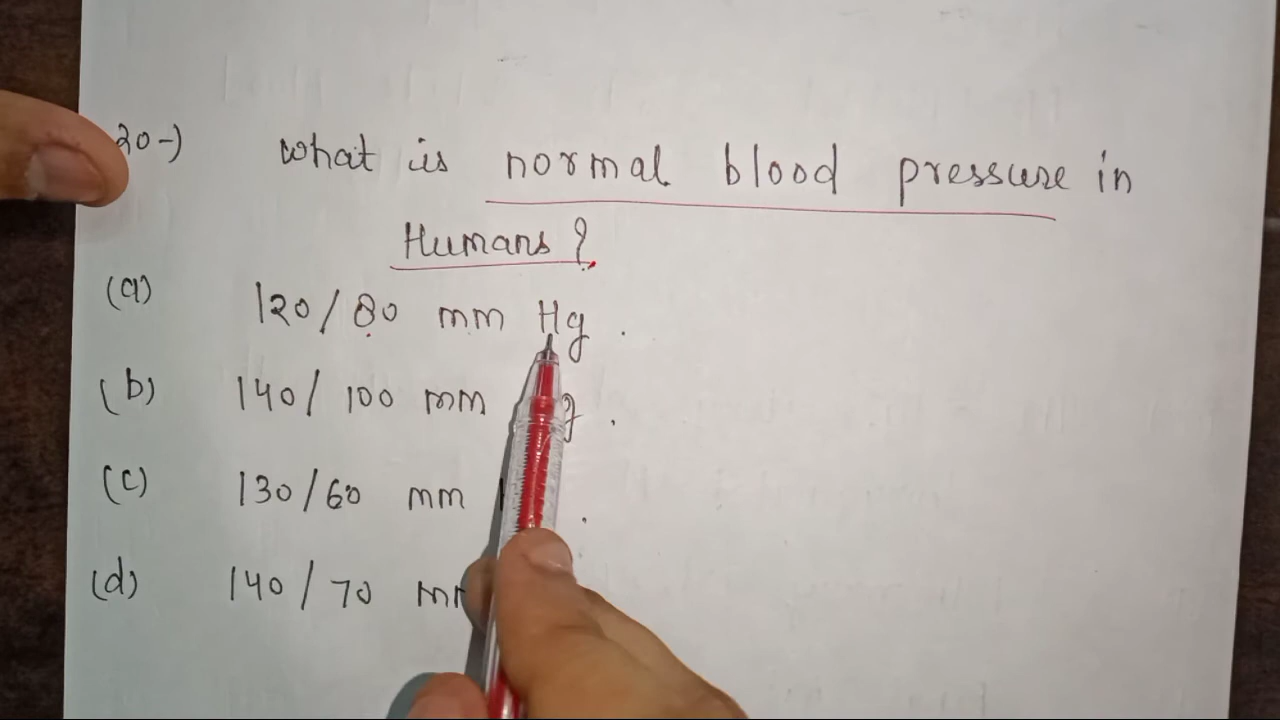 20-) What is normal blood pressure in
Humans?
(a) 120/80 mm Hg.
(b) 140/100 mm g.
(c) 130/60 mm .
(d) 140/70